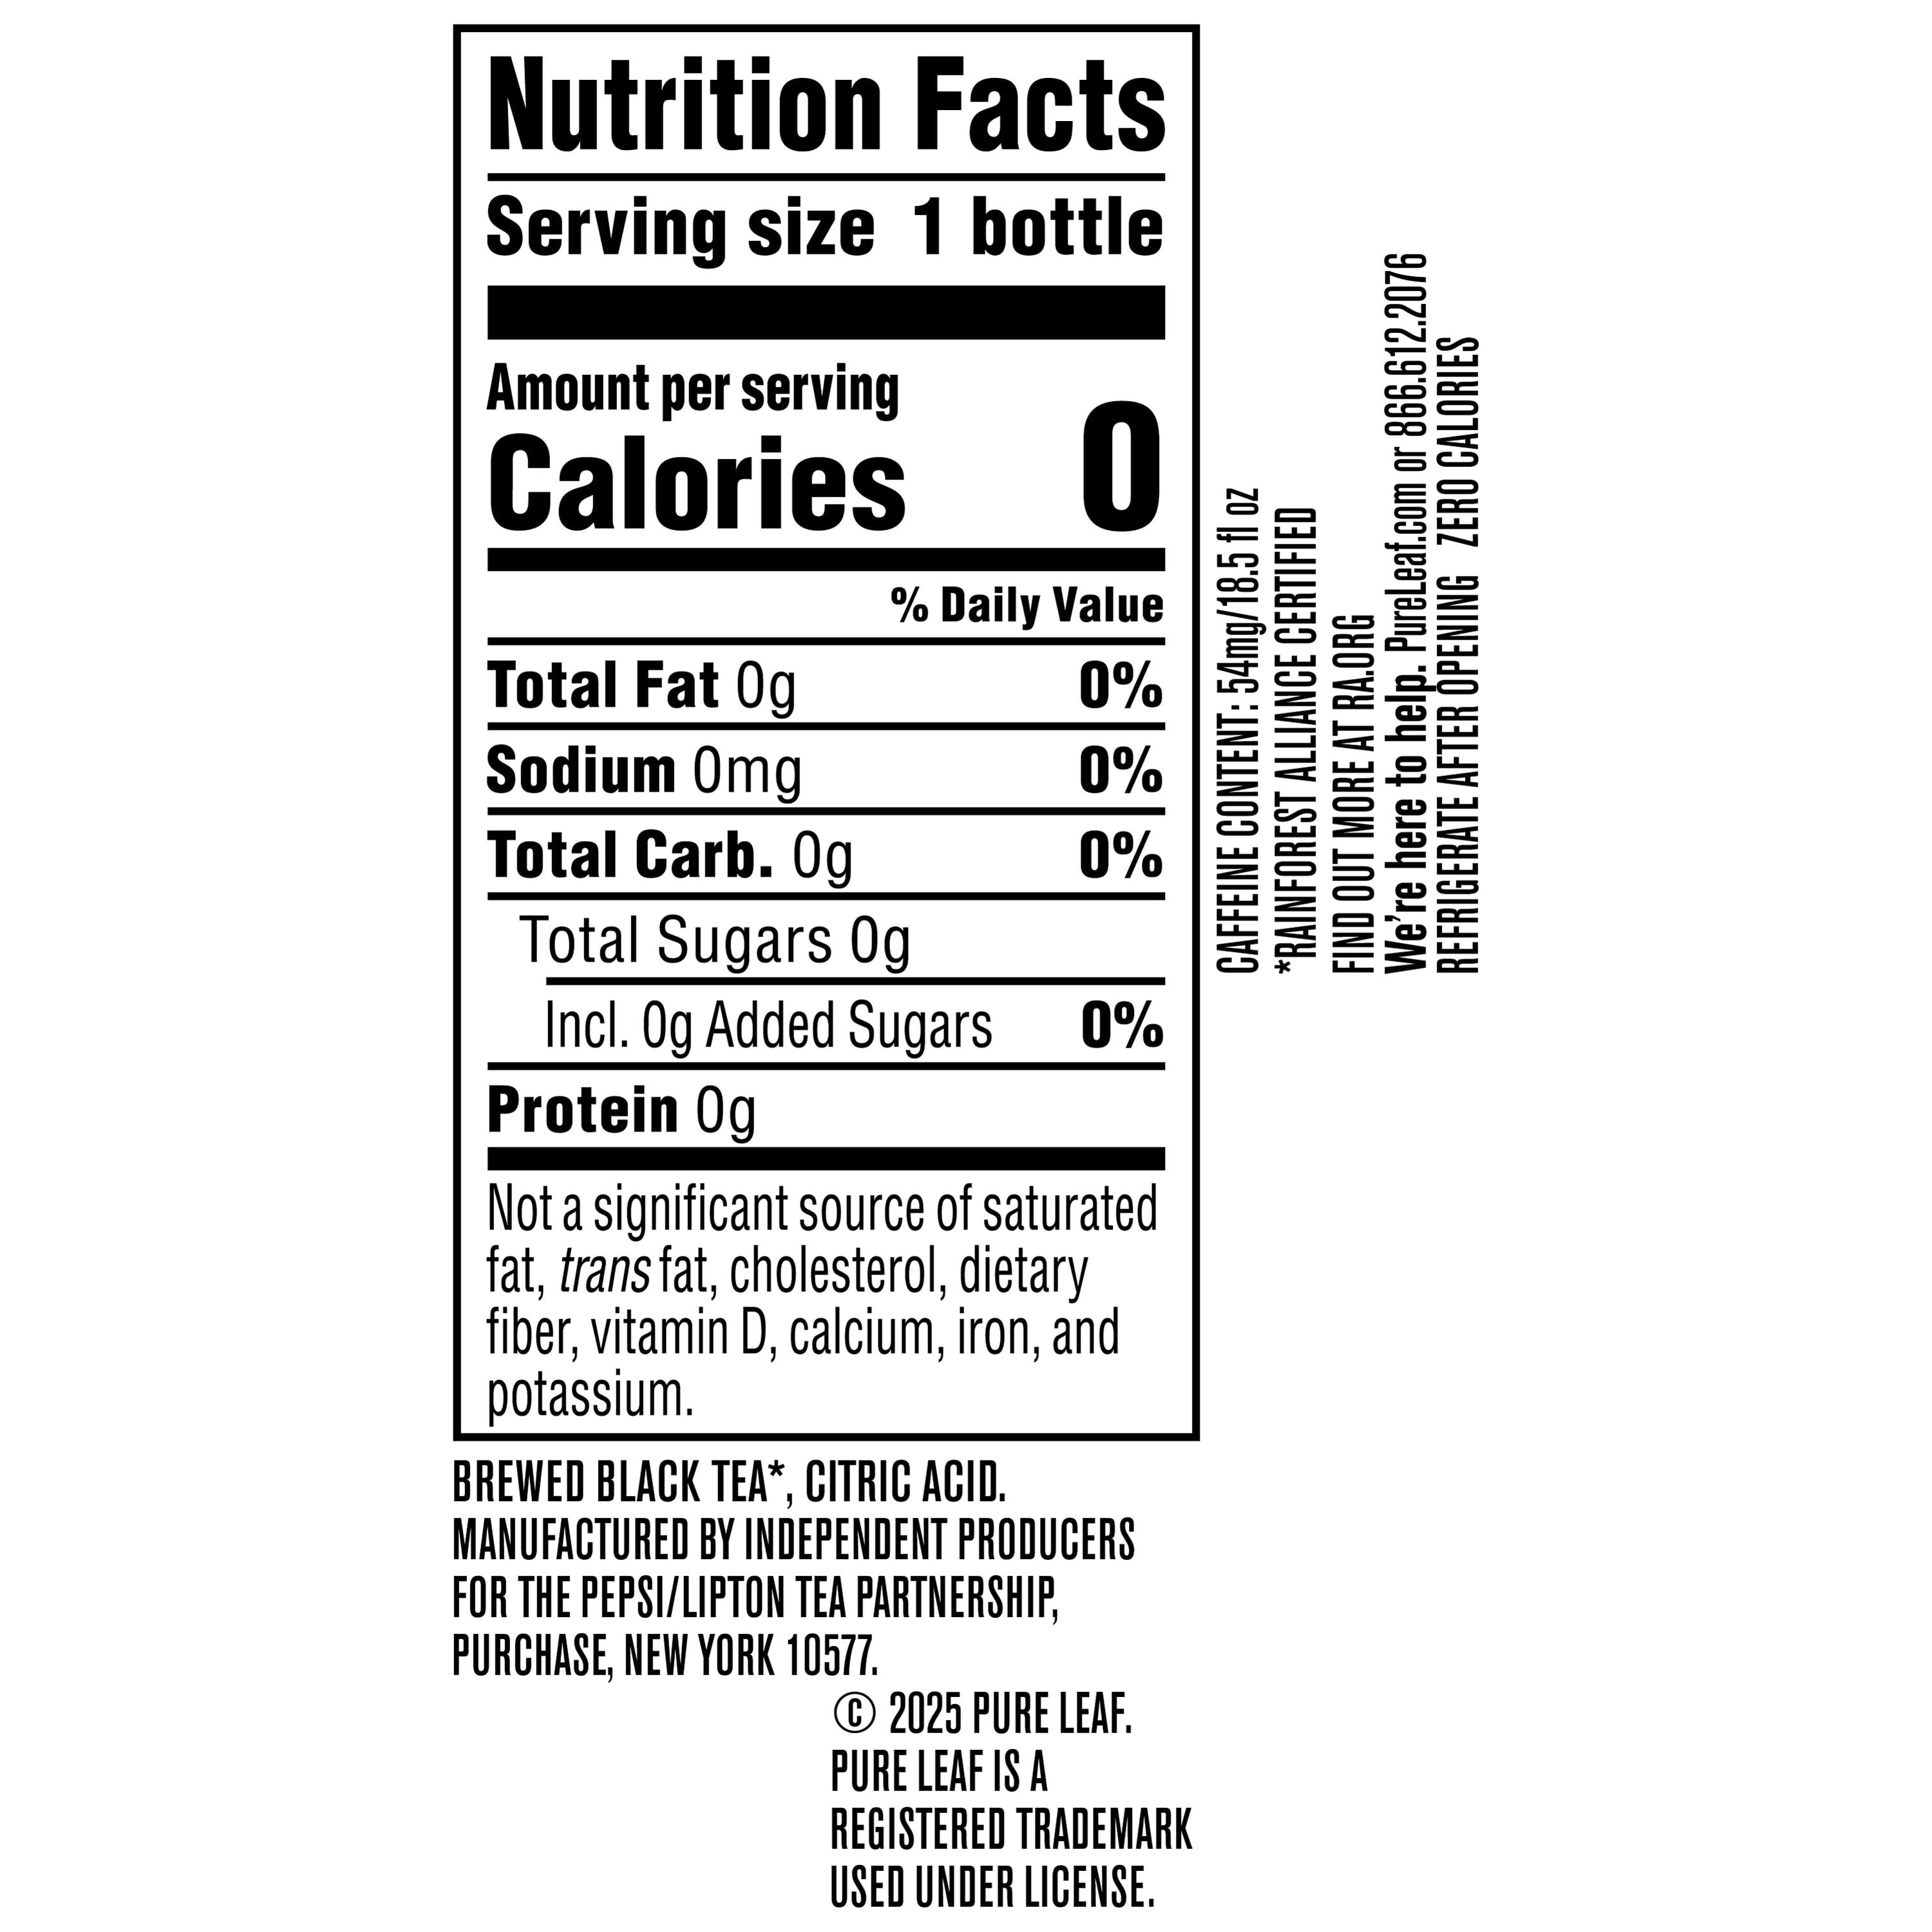 Nutrition Facts
Serving size 1 bottle
Amount per serving
Calories 0
% Daily Value
Total Fat 0g 0%
Sodium 0mg 0%
Total Carb. 0g 0%
Total Sugars 0g
Incl. 0g Added Sugars 0%
Protein 0g
Not a significant source of saturated
fat, trans fat, cholesterol, dietary
fiber, vitamin D, calcium, iron, and
potassium.
BREWED BLACK TEA*, CITRIC ACID.
MANUFACTURED BY INDEPENDENT PRODUCERS
FOR THE PEPSI/LIPTON TEA PARTNERSHIP,
PURCHASE, NEW YORK 10577.
© 2025 PURE LEAF.
PURE LEAF IS A
REGISTERED TRADEMARK
USED UNDER LICENSE.
CAFFEINE CONTENT: 54mg/18.5 fl oz
*RAINFOREST ALLIANCE CERTIFIED
FIND OUT MORE AT RA.ORG
We're here to help. PureLeaf.com or 866.612.2076
REFRIGERATE AFTER OPENING ZERO CALORIES